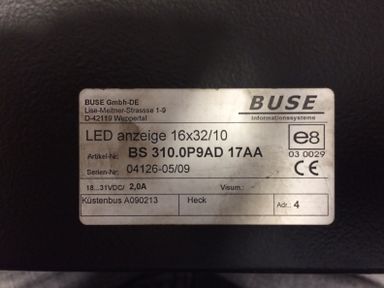 BUSE Gmbh-DE
Lise-Meitner-Strassse 1-9
D-42119 Wuppertal
BUSE
Informationssysteme
LED anzeige 16x32/10
e8
03 0029
Artikel-Nr: BS 310.0P9AD 17AA
Serien-Nr: 04126-05/09
CE
18...31VDC/ 2,0A Visum.:
Küstenbus A090213 Heck Adr.: 4